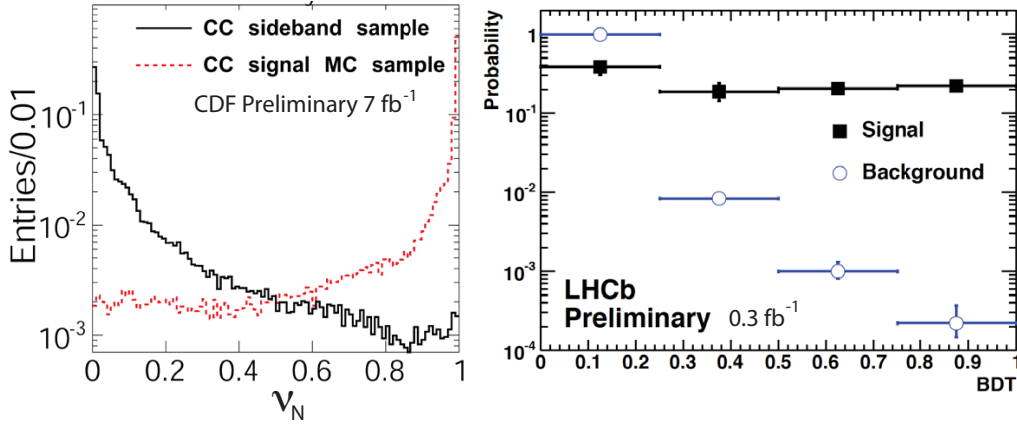 CC sideband sample
CC signal MC sample
CDF Preliminary 7 fb⁻¹
Entries/0.01
10⁻¹
10⁻²
10⁻³
0 0.2 0.4 0.6 0.8 1
ν_N
Probability
1
10⁻¹
10⁻²
10⁻³
10⁻⁴
Signal
Background
LHCb
Preliminary 0.3 fb⁻¹
0 0.1 0.2 0.3 0.4 0.5 0.6 0.7 0.8 0.9 1
BDT